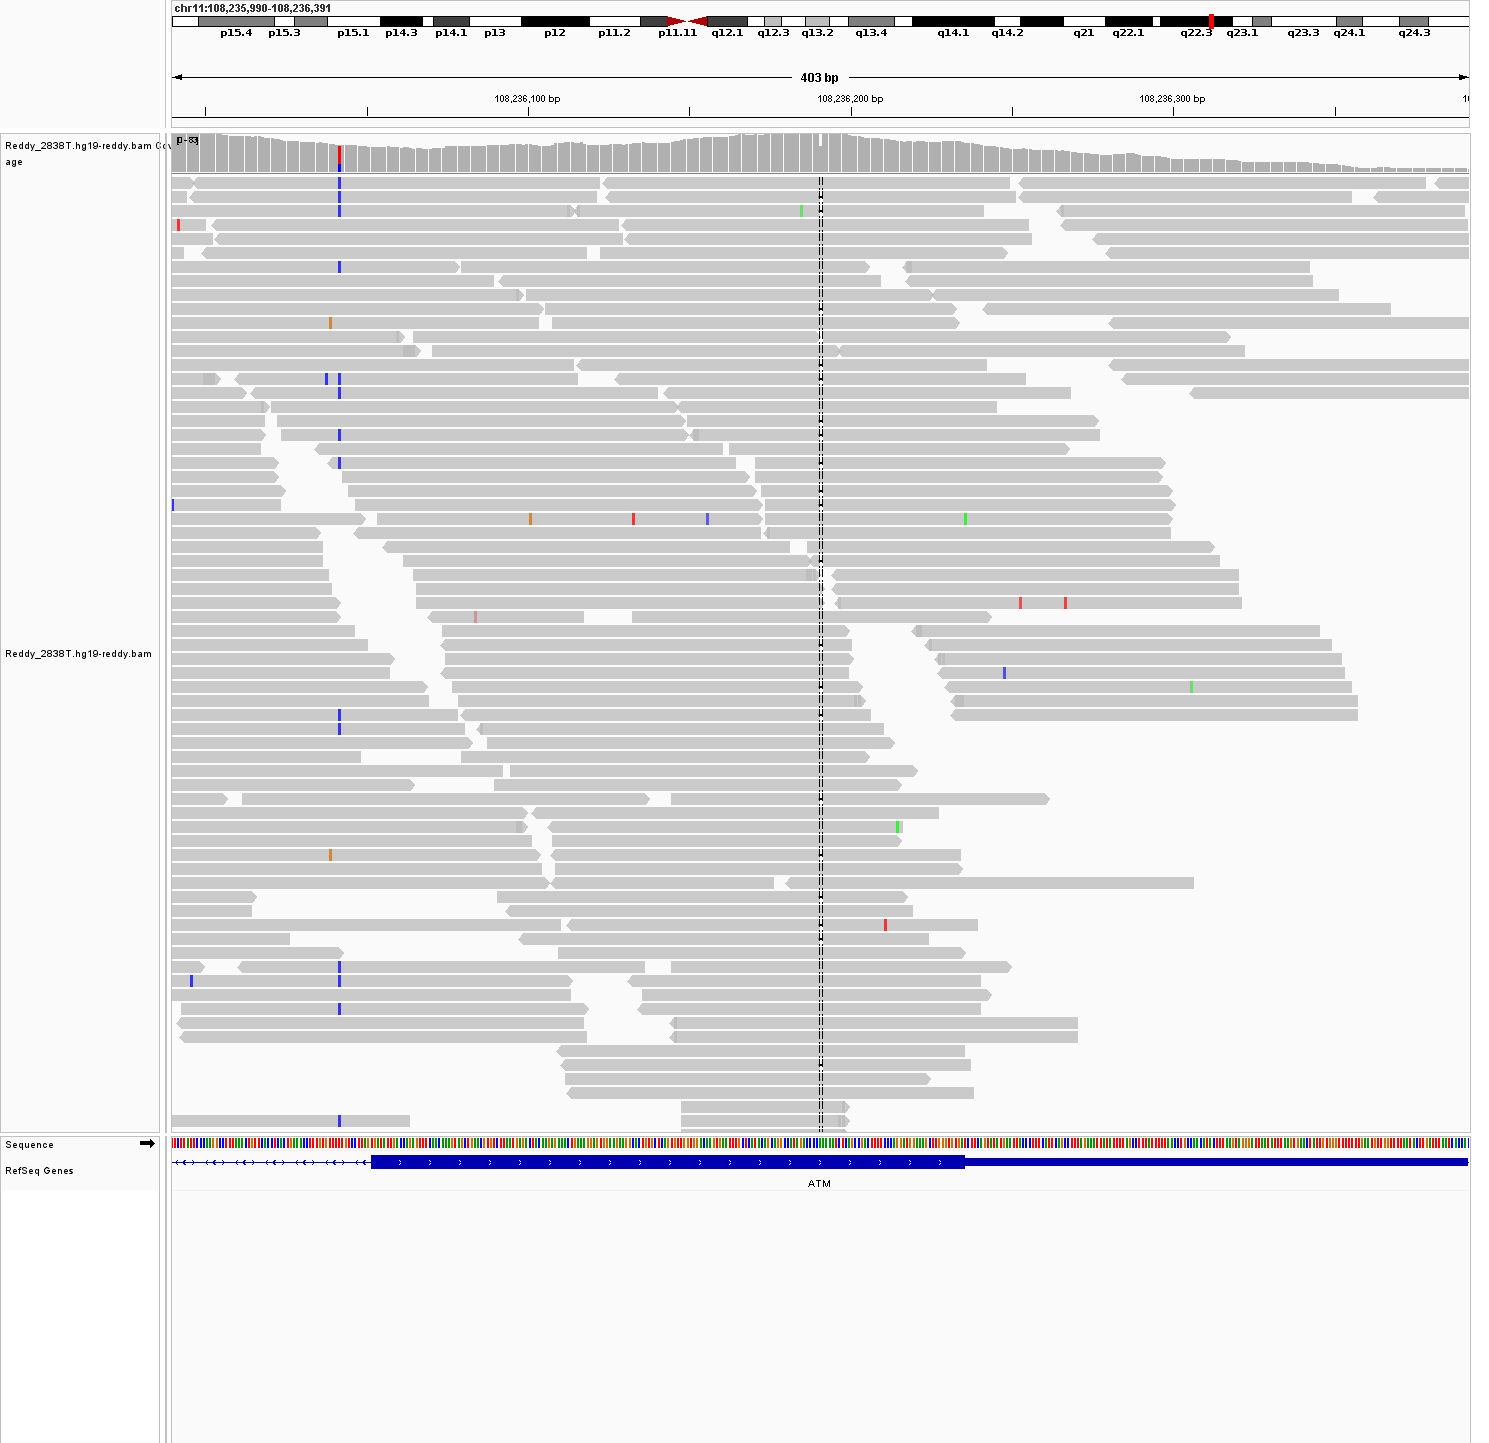 chr11:108,235,990-108,236,391
p15.4 p15.3 p15.1 p14.3 p14.1 p13 p12 p11.2 p11.11 q12.1 q12.3 q13.2 q13.4 q14.1 q14.2 q21 q22.1 q22.3 q23.1 q23.3 q24.1 q24.3
403 bp
108,236,100 bp 108,236,200 bp 108,236,300 bp
Reddy_2838T.hg19-reddy.bam Cov
age
Reddy_2838T.hg19-reddy.bam
Sequence
RefSeq Genes
ATM